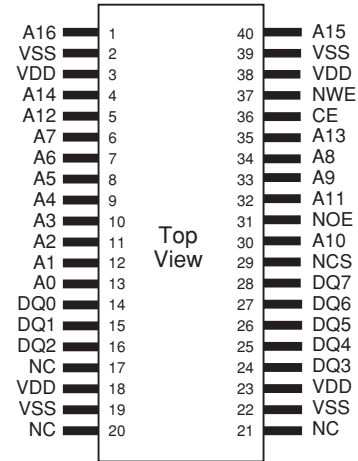 A16 1 40 A15
VSS 2 39 VSS
VDD 3 38 VDD
A14 4 37 NWE
A12 5 36 CE
A7 6 35 A13
A6 7 34 A8
A5 8 33 A9
A4 9 32 A11
A3 10 31 NOE
A2 11 30 A10
A1 12 29 NCS
A0 13 28 DQ7
DQ0 14 27 DQ6
DQ1 15 26 DQ5
DQ2 16 25 DQ4
NC 17 24 DQ3
VDD 18 23 VDD
VSS 19 22 VSS
NC 20 21 NC
Top
View